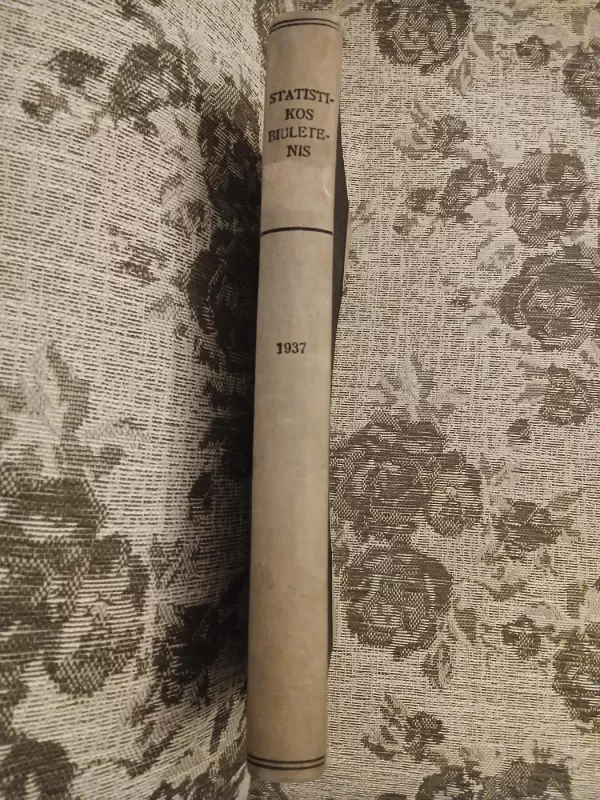 STATISTI-
KOS
BIULETE-
NIS
1937